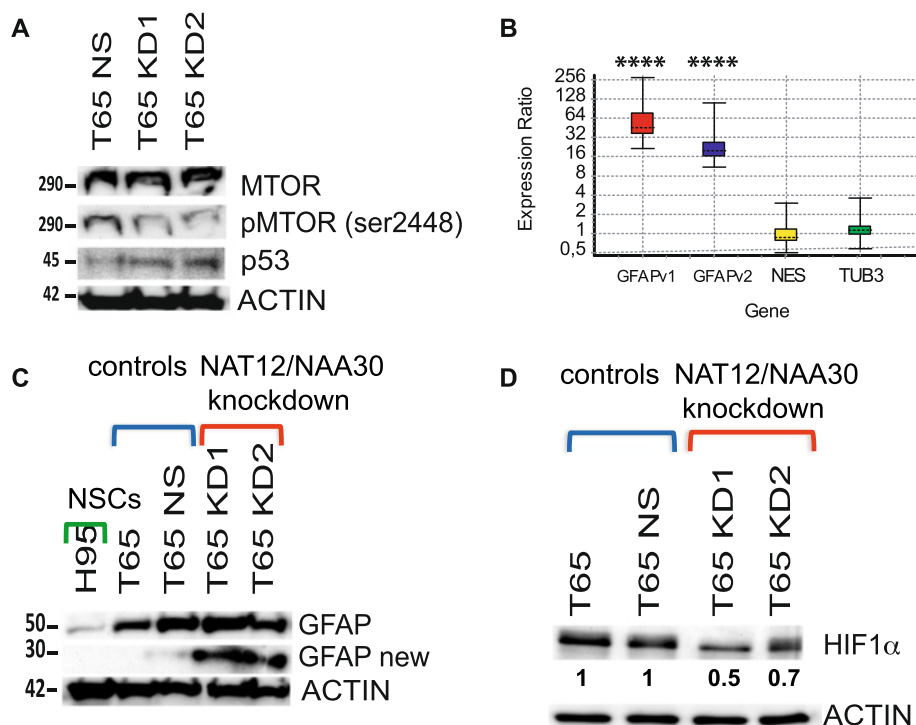 A
T65 NS
T65 KD1
T65 KD2
290
MTOR
290
pMTOR (ser2448)
45
p53
42
ACTIN
B
**** ****
Expression Ratio
256
128
64
32
16
8
4
2
1
0,5
GFAPv1 GFAPv2 NES TUB3
Gene
C
controls NAT12/NAA30
knockdown
NSCs
H95
T65
T65 NS
T65 KD1
T65 KD2
50
GFAP
30
GFAP new
42
ACTIN
D
controls NAT12/NAA30
knockdown
T65
T65 NS
T65 KD1
T65 KD2
HIF1α
1 1 0.5 0.7
ACTIN